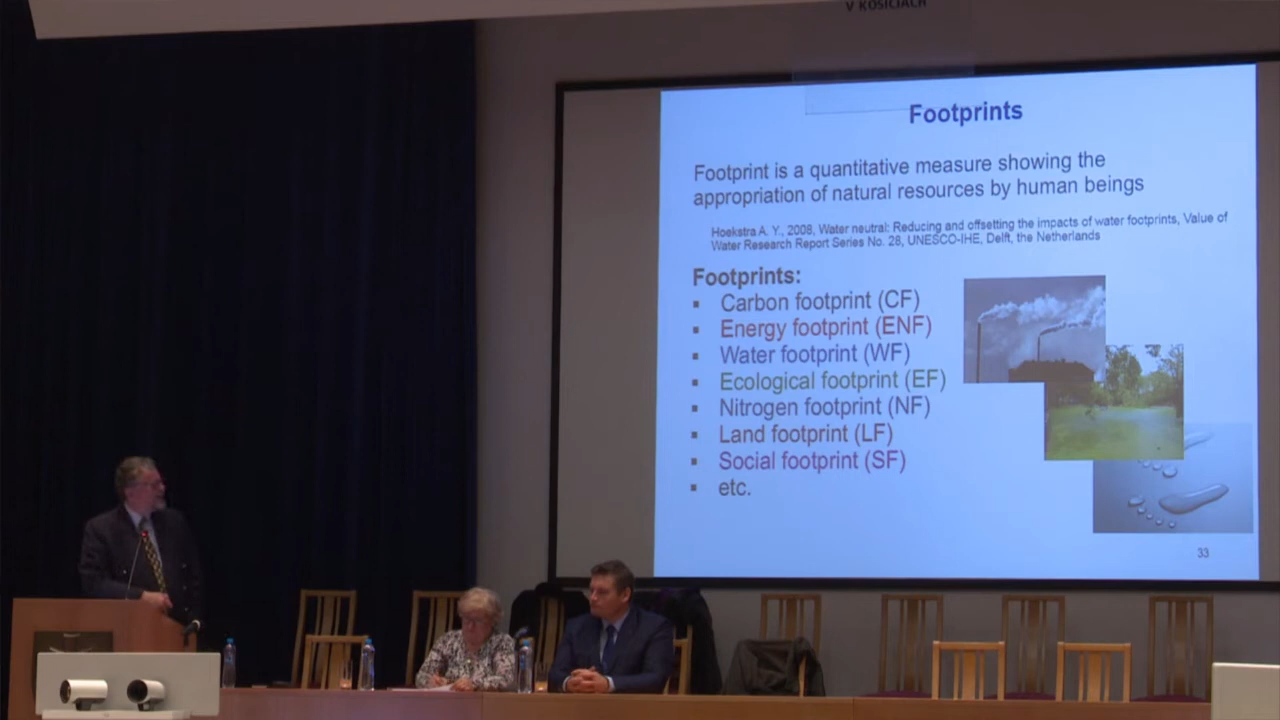 V KOŠICIACH
Footprints
Footprint is a quantitative measure showing the
appropriation of natural resources by human beings
Hoekstra A. Y., 2008, Water neutral: Reducing and offsetting the impacts of water footprints, Value of
Water Research Report Series No. 28, UNESCO-IHE, Delft, the Netherlands
Footprints:
▪ Carbon footprint (CF)
▪ Energy footprint (ENF)
▪ Water footprint (WF)
▪ Ecological footprint (EF)
▪ Nitrogen footprint (NF)
▪ Land footprint (LF)
▪ Social footprint (SF)
▪ etc.
33